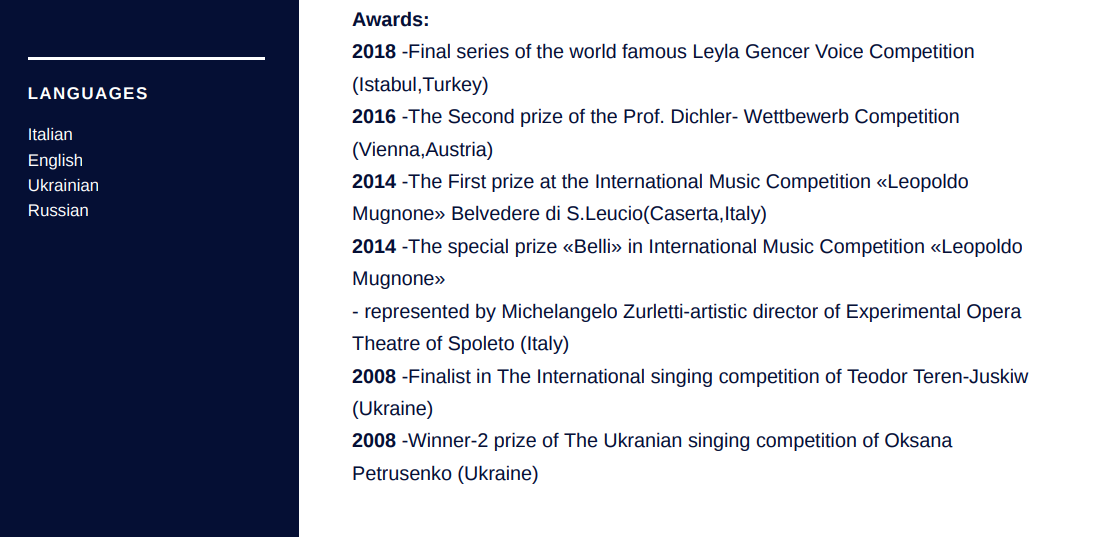 LANGUAGES
Italian
English
Ukrainian
Russian
Awards:
2018 -Final series of the world famous Leyla Gencer Voice Competition
(Istabul,Turkey)
2016 -The Second prize of the Prof. Dichler- Wettbewerb Competition
(Vienna,Austria)
2014 -The First prize at the International Music Competition «Leopoldo
Mugnone» Belvedere di S.Leucio(Caserta,Italy)
2014 -The special prize «Belli» in International Music Competition «Leopoldo
Mugnone»
- represented by Michelangelo Zurletti-artistic director of Experimental Opera
Theatre of Spoleto (Italy)
2008 -Finalist in The International singing competition of Teodor Teren-Juskiw
(Ukraine)
2008 -Winner-2 prize of The Ukranian singing competition of Oksana
Petrusenko (Ukraine)